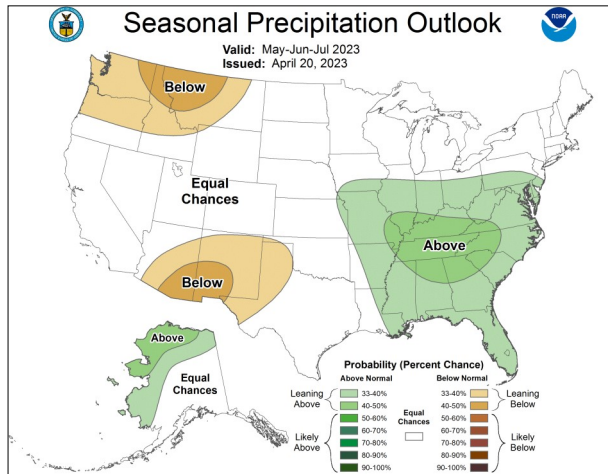 Seasonal Precipitation Outlook
NOAA
Valid: May-Jun-Jul 2023
Issued: April 20, 2023
Below
Equal
Chances
Above
Below
Above
Equal
Chances
Probability (Percent Chance)
Above Normal
Below Normal
Leaning
Above
33-40%
40-50%
Likely
Above
50-60%
60-70%
70-80%
80-90%
90-100%
Equal
Chances
33-40%
40-50%
Leaning
Below
50-60%
60-70%
70-80%
80-90%
90-100%
Likely
Below